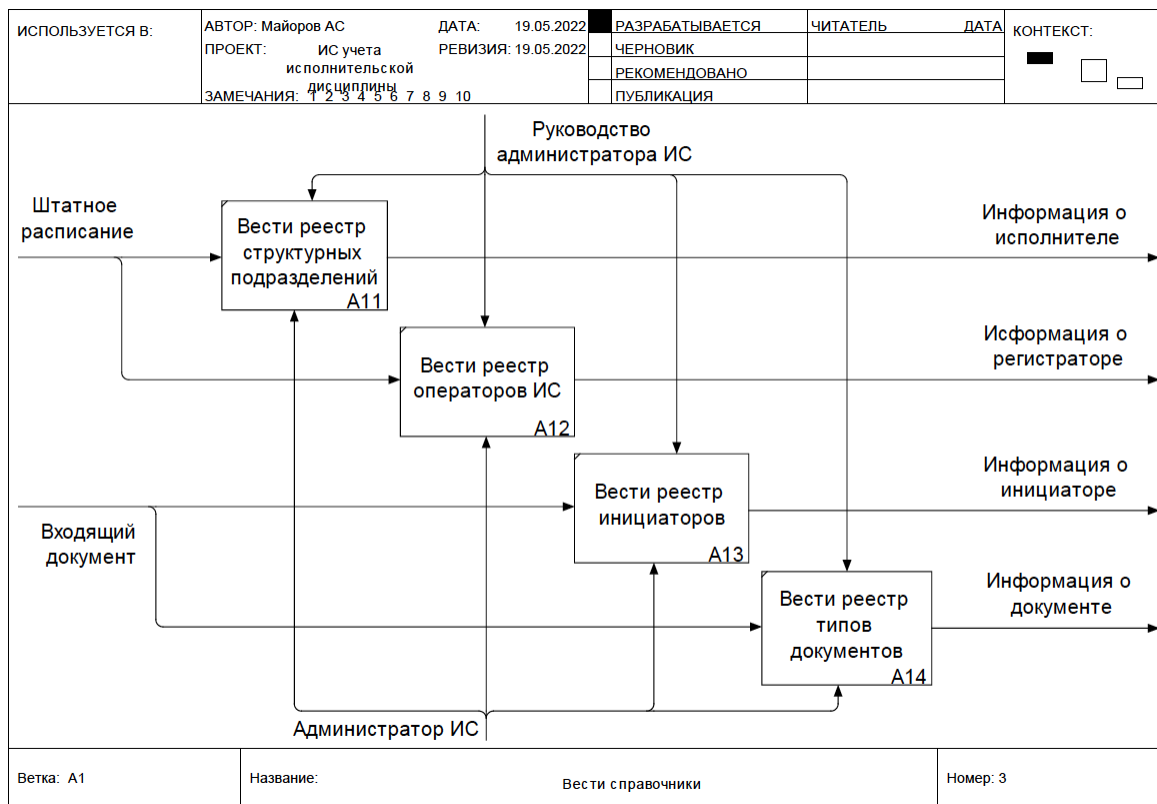 ИСПОЛЬЗУЕТСЯ В:
АВТОР: Майоров АС
ДАТА: 19.05.2022
ПРОЕКТ: ИС учета
исполнительской
дисциплины
РЕВИЗИЯ: 19.05.2022
ЗАМЕЧАНИЯ: 1 2 3 4 5 6 7 8 9 10
РАЗРАБАТЫВАЕТСЯ
ЧЕРНОВИК
РЕКОМЕНДОВАНО
ПУБЛИКАЦИЯ
ЧИТАТЕЛЬ
ДАТА
КОНТЕКСТ:
Руководство
администратора ИС
Штатное
расписание
Вести реестр
структурных
подразделений
A11
Информация о
исполнителе
Вести реестр
операторов ИС
A12
Исформация о
регистраторе
Входящий
документ
Вести реестр
инициаторов
A13
Информация о
инициаторе
Вести реестр
типов
документов
A14
Информация о
документе
Администратор ИС
Ветка: A1
Название:
Вести справочники
Номер: 3